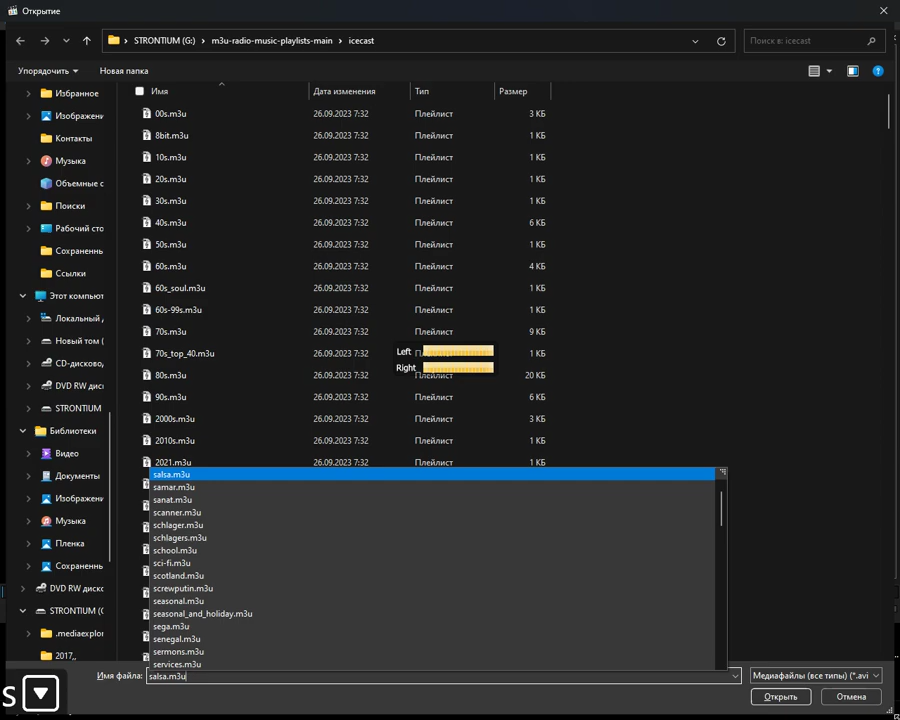 Открытие
STRONTIUM (G:) › m3u-radio-music-playlists-main › icecast
Поиск в: icecast
Упорядочить
Новая папка
Имя
Дата изменения
Тип
Размер
Избранное
Изображени
Контакты
Музыка
Объемные с
Поиски
Рабочий сто
Сохраненны
Ссылки
Этот компьют
Локальный д
Новый том (
CD-дисково
DVD RW дис
STRONTIUM
Библиотеки
Видео
Документы
Изображени
Музыка
Пленка
Сохраненны
DVD RW диско
STRONTIUM (
.mediaexplor
2017,,
00s.m3u 26.09.2023 7:32 Плейлист 3 КБ
8bit.m3u 26.09.2023 7:32 Плейлист 1 КБ
10s.m3u 26.09.2023 7:32 Плейлист 1 КБ
20s.m3u 26.09.2023 7:32 Плейлист 1 КБ
30s.m3u 26.09.2023 7:32 Плейлист 1 КБ
40s.m3u 26.09.2023 7:32 Плейлист 6 КБ
50s.m3u 26.09.2023 7:32 Плейлист 1 КБ
60s.m3u 26.09.2023 7:32 Плейлист 4 КБ
60s_soul.m3u 26.09.2023 7:32 Плейлист 1 КБ
60s-99s.m3u 26.09.2023 7:32 Плейлист 1 КБ
70s.m3u 26.09.2023 7:32 Плейлист 9 КБ
70s_top_40.m3u 26.09.2023 7:32 1 КБ
80s.m3u 26.09.2023 7:32 Плейлист 20 КБ
90s.m3u 26.09.2023 7:32 Плейлист 6 КБ
2000s.m3u 26.09.2023 7:32 Плейлист 3 КБ
2010s.m3u 26.09.2023 7:32 Плейлист 1 КБ
2021.m3u 26.09.2023 7:32 Плейлист 1 КБ
Left
Right
salsa.m3u
samar.m3u
sanat.m3u
scanner.m3u
schlager.m3u
schlagers.m3u
school.m3u
sci-fi.m3u
scotland.m3u
screwputin.m3u
seasonal.m3u
seasonal_and_holiday.m3u
sega.m3u
senegal.m3u
sermons.m3u
services.m3u
Имя файла: salsa.m3u
Медиафайлы (все типы) (*.avi
Открыть
Отмена
s